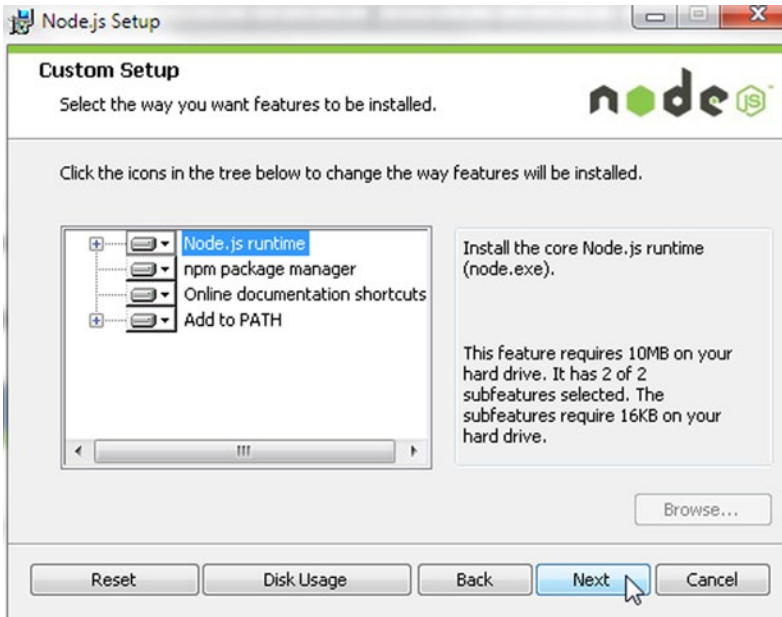 Node.js Setup
Custom Setup
Select the way you want features to be installed.
node
JS
Click the icons in the tree below to change the way features will be installed.
Node.js runtime
npm package manager
Online documentation shortcuts
Add to PATH
Install the core Node.js runtime
(node.exe).
This feature requires 10MB on your
hard drive. It has 2 of 2
subfeatures selected. The
subfeatures require 16KB on your
hard drive.
Browse...
Reset
Disk Usage
Back
Next
Cancel